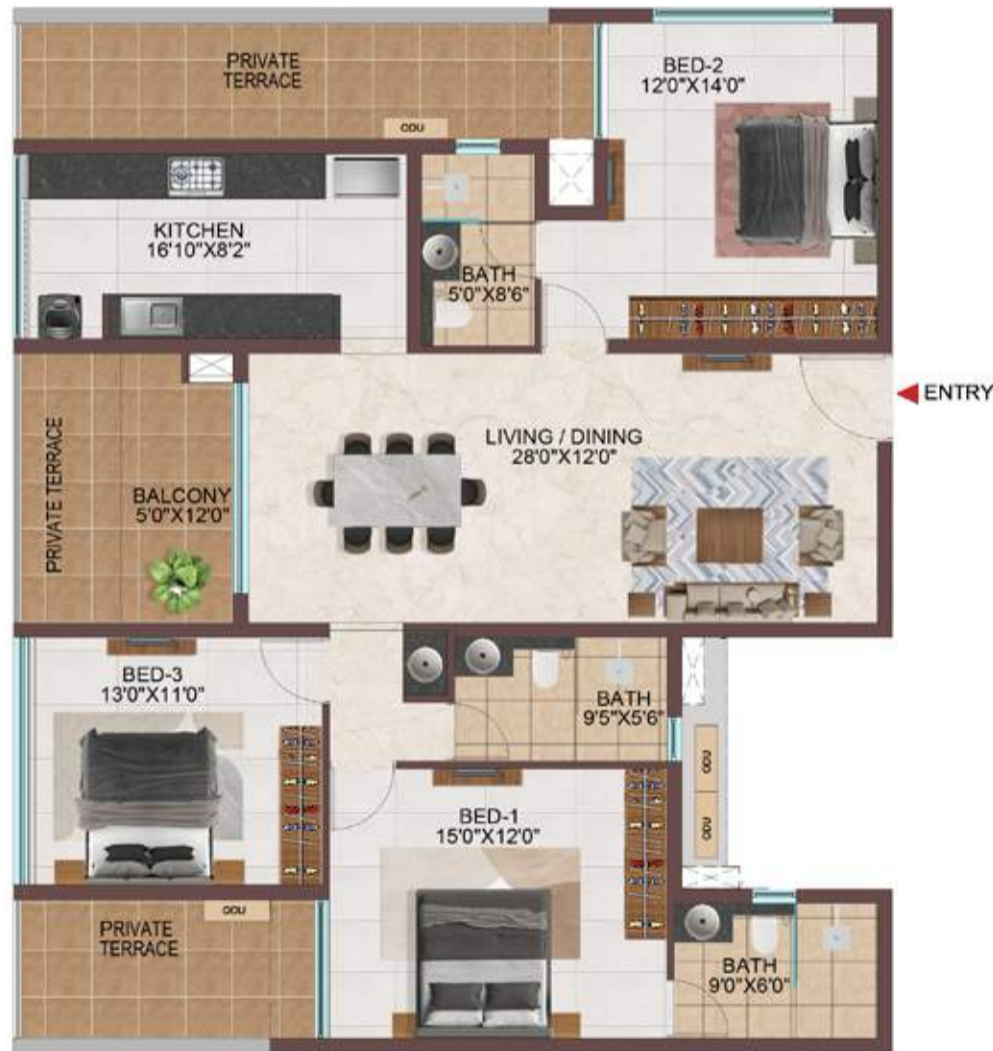 PRIVATE
TERRACE
BED-2
12'0"X14'0"
ODU
KITCHEN
16'10"X8'2"
BATH
5'0"X8'6"
ENTRY
PRIVATE TERRACE
BALCONY
5'0"X12'0"
LIVING / DINING
28'0"X12'0"
BED-3
13'0"X11'0"
BATH
9'5"X5'6"
ODU
ODU
BED-1
15'0"X12'0"
ODU
PRIVATE
TERRACE
BATH
9'0"X6'0"